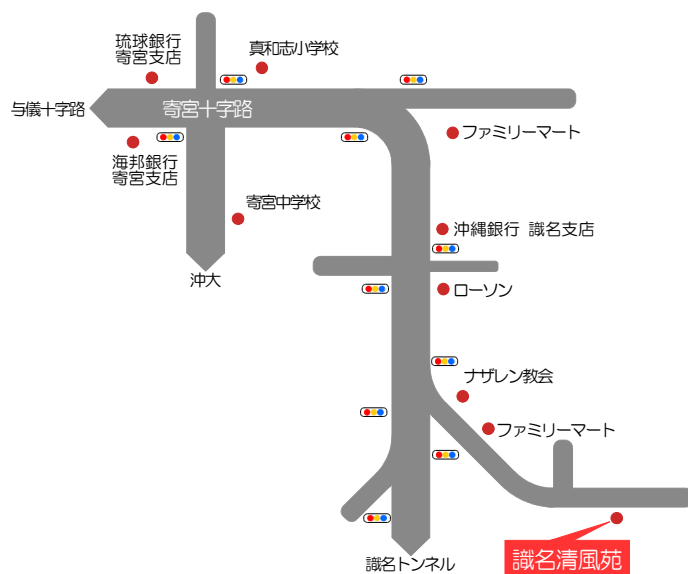 琉球銀行
寄宮支店
真和志小学校
与儀十字路
寄宮十字路
ファミリーマート
海邦銀行
寄宮支店
寄宮中学校
沖縄銀行 識名支店
沖大
ローソン
ナザレン教会
ファミリーマート
識名トンネル
識名清風苑